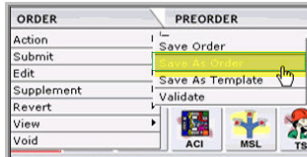 ORDER
PREORDER
Action
Submit
Edit
Supplement
Revert
View
Void
Save Order
Save As Order
Save As Template
Validate
ACI
MSL